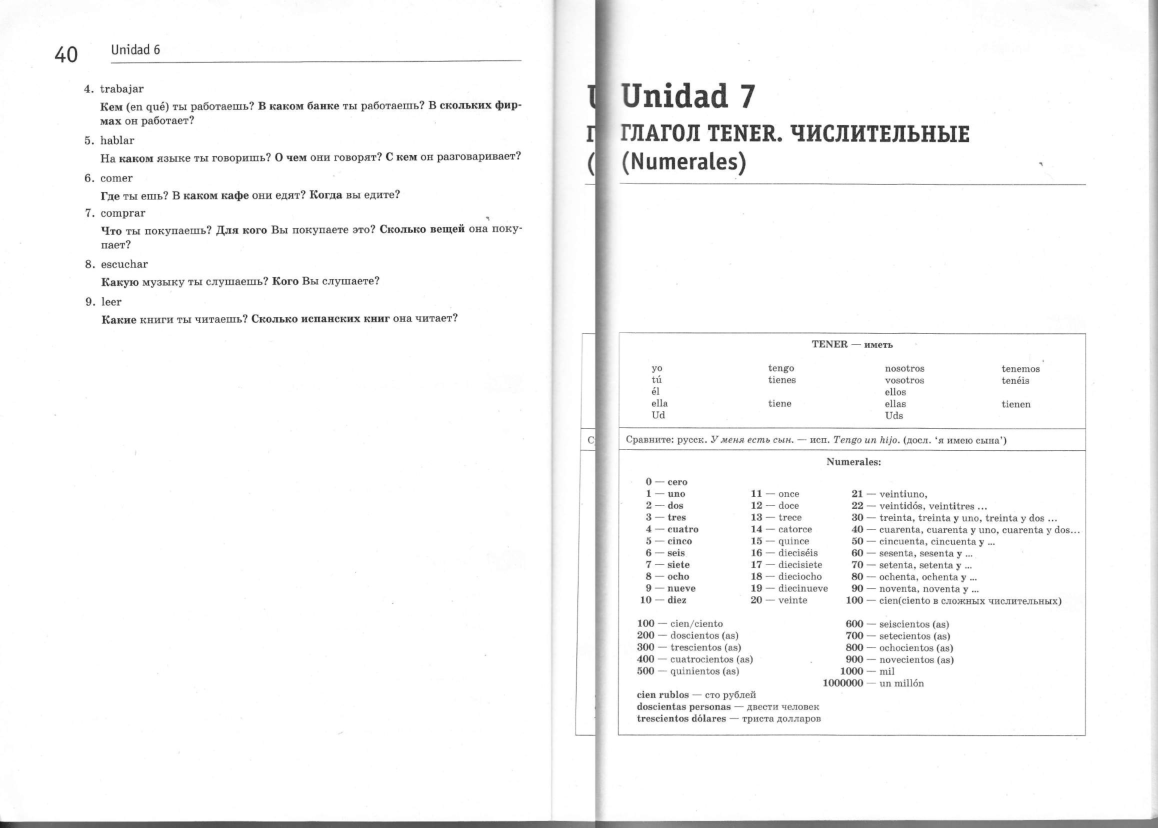 40
Unidad 6
4. trabajar
Кем (en qué) ты работаешь? В каком банке ты работаешь? В скольких фир-
мах он работает?
5. hablar
На каком языке ты говоришь? О чем они говорят? С кем он разговаривает?
6. comer
Где ты ешь? В каком кафе они едят? Когда вы едите?
7. comprar
Что ты покупаешь? Для кого Вы покупаете это? Сколько вещей она поку-
пает?
8. escuchar
Какую музыку ты слушаешь? Кого Вы слушаете?
9. leer
Какие книги ты читаешь? Сколько испанских книг она читает?
Unidad 7
ГЛАГОЛ TENER. ЧИСЛИТЕЛЬНЫЕ
(Numerales)
TENER — иметь
yo tengo nosotros tenemos
tú tienes vosotros tenéis
él ellos
ella tiene ellas tienen
Ud Uds
Сравните: русск. У меня есть сын. — исп. Tengo un hijo. (досл. ‘я имею сына’)
Numerales:
0 — cero
1 — uno 11 — once 21 — veintiuno,
2 — dos 12 — doce 22 — veintidós, veintitres ...
3 — tres 13 — trece 30 — treinta, treinta y uno, treinta y dos ...
4 — cuatro 14 — catorce 40 — cuarenta, cuarenta y uno, cuarenta y dos...
5 — cinco 15 — quince 50 — cincuenta, cincuenta y ...
6 — seis 16 — dieciséis 60 — sesenta, sesenta y ...
7 — siete 17 — diecisiete 70 — setenta, setenta y ...
8 — ocho 18 — dieciocho 80 — ochenta, ochenta y ...
9 — nueve 19 — diecinueve 90 — noventa, noventa y ...
10 — diez 20 — veinte 100 — cien(ciento в сложных числительных)
100 — cien/ciento 600 — seiscientos (as)
200 — doscientos (as) 700 — setecientos (as)
300 — trescientos (as) 800 — ochocientos (as)
400 — cuatrocientos (as) 900 — novecientos (as)
500 — quinientos (as) 1000 — mil
1000000 — un millón
cien rublos — сто рублей
doscientas personas — двести человек
trescientos dólares — триста долларов